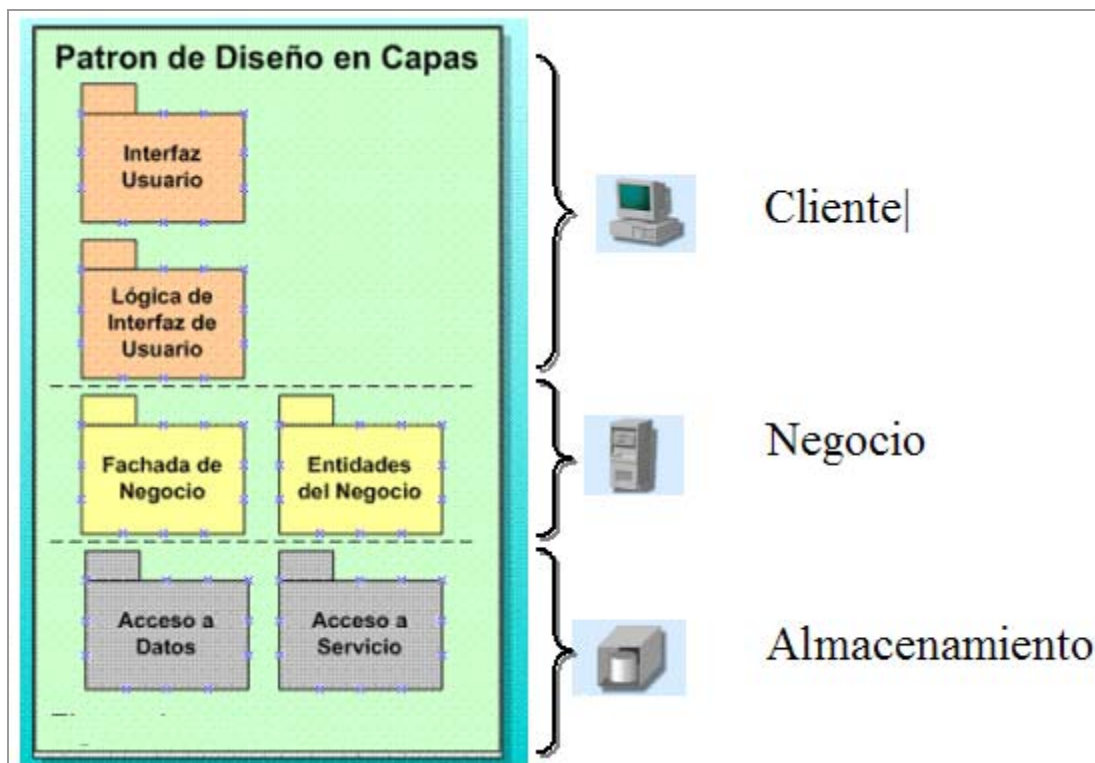 Patron de Diseño en Capas
Interfaz
Usuario
Lógica de
Interfaz de
Usuario
Cliente
Fachada de
Negocio
Entidades
del Negocio
Negocio
Acceso a
Datos
Acceso a
Servicio
Almacenamiento